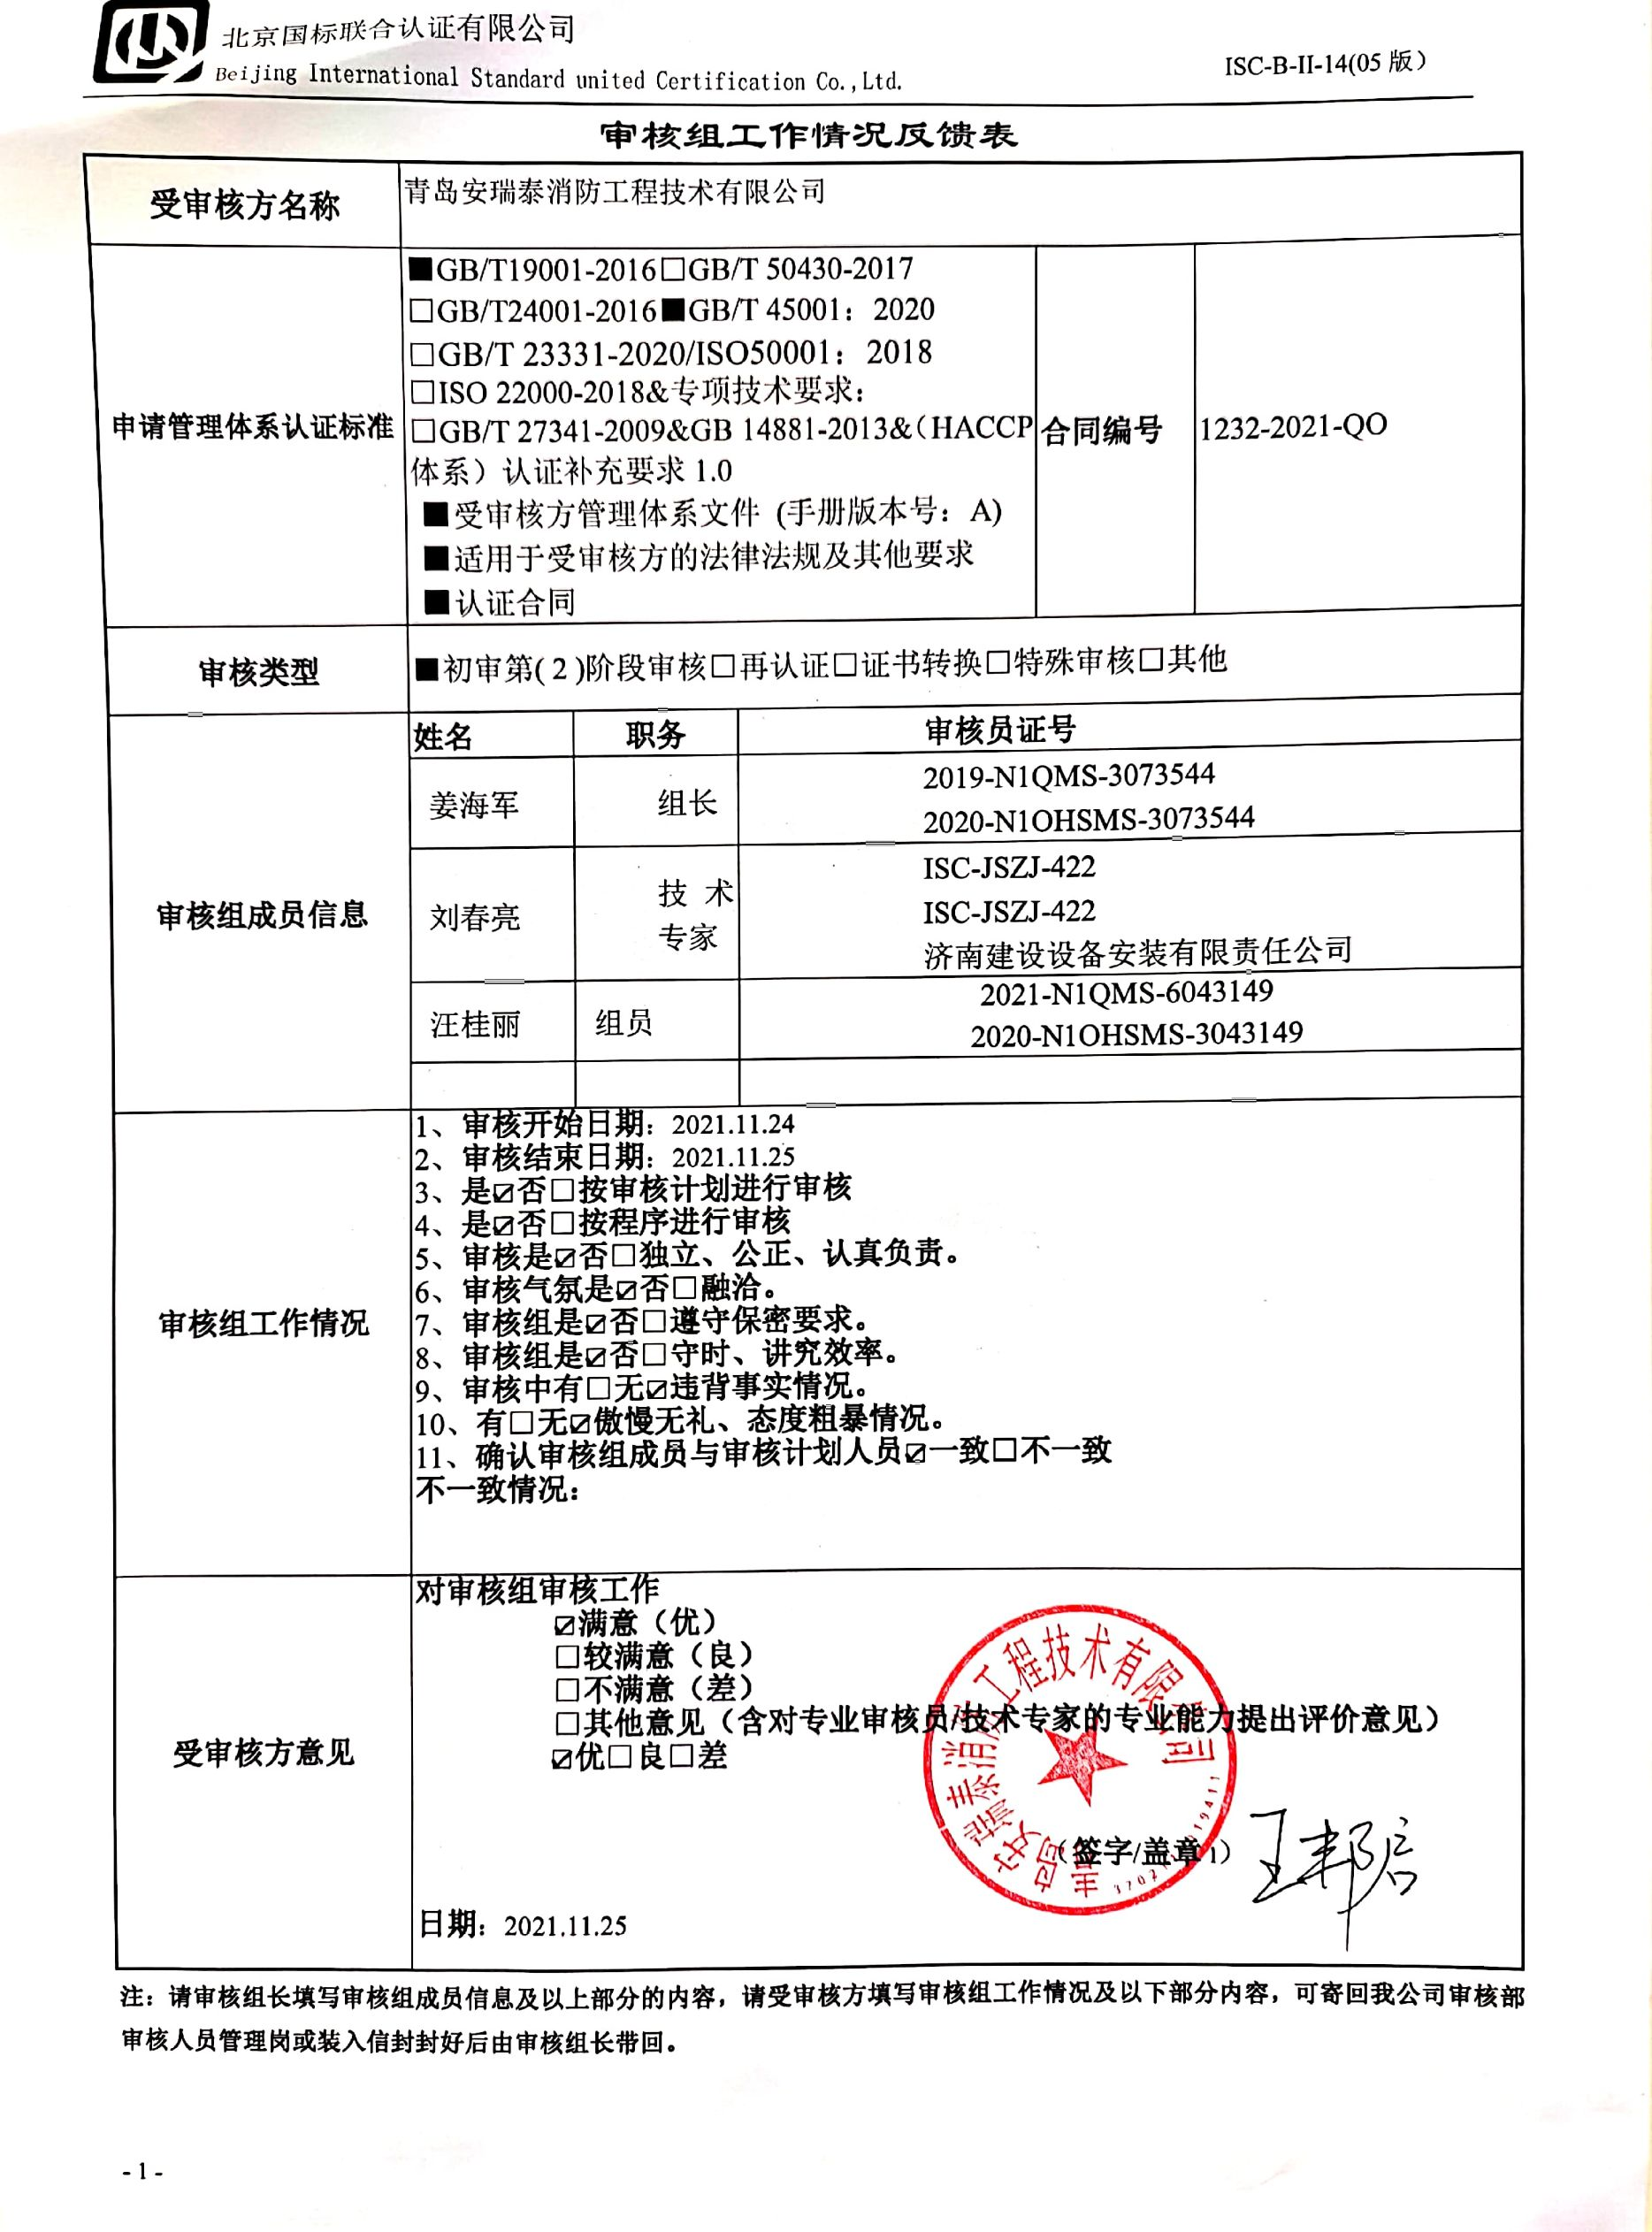 北京国标联合认证有限公司
Beijing International Standard united Certification Co.,Ltd.
ISC-B-II-14(05 版)
审核组工作情况反馈表
受审核方名称
青岛安瑞泰消防工程技术有限公司
申请管理体系认证标准
■GB/T19001-2016□GB/T 50430-2017
□GB/T24001-2016■GB/T 45001：2020
□GB/T 23331-2020/ISO50001：2018
□ISO 22000-2018&专项技术要求：
□GB/T 27341-2009&GB 14881-2013&（HACCP
体系）认证补充要求 1.0
■受审核方管理体系文件 (手册版本号：A)
■适用于受审核方的法律法规及其他要求
■认证合同
合同编号
1232-2021-QO
审核类型
■初审第( 2 )阶段审核□再认证□证书转换□特殊审核□其他
审核组成员信息
姓名 职务 审核员证号
姜海军 组长
2019-N1QMS-3073544
2020-N1OHSMS-3073544
刘春亮
技 术
专家
ISC-JSZJ-422
ISC-JSZJ-422
济南建设设备安装有限责任公司
汪桂丽 组员
2021-N1QMS-6043149
2020-N1OHSMS-3043149
审核组工作情况
1、审核开始日期：2021.11.24
2、审核结束日期：2021.11.25
3、是☑否□按审核计划进行审核
4、是☑否□按程序进行审核
5、审核是☑否□独立、公正、认真负责。
6、审核气氛是☑否□融洽。
7、审核组是☑否□遵守保密要求。
8、审核组是☑否□守时、讲究效率。
9、审核中有□无☑违背事实情况。
10、有□无☑傲慢无礼、态度粗暴情况。
11、确认审核组成员与审核计划人员☑一致□不一致
不一致情况：
受审核方意见
对审核组审核工作
☑满意（优）
□较满意（良）
□不满意（差）
□其他意见（含对专业审核员/技术专家的专业能力提出评价意见）
☑优□良□差
青岛安瑞泰消防工程技术有限公司
（签字/盖章）
王邦信
日期：2021.11.25
注：请审核组长填写审核组成员信息及以上部分的内容，请受审核方填写审核组工作情况及以下部分内容，可寄回我公司审核部
审核人员管理岗或装入信封封好后由审核组长带回。
- 1 -